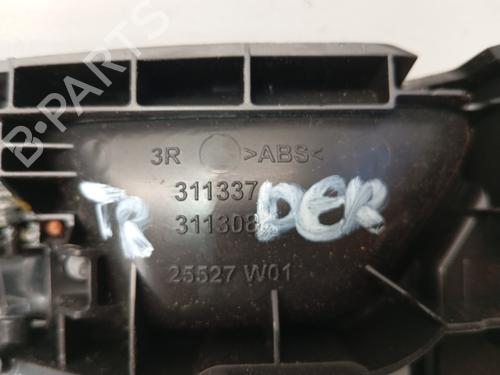 3R >ABS<
311337
TR 311308 DER
25527 W01
B-PARTS